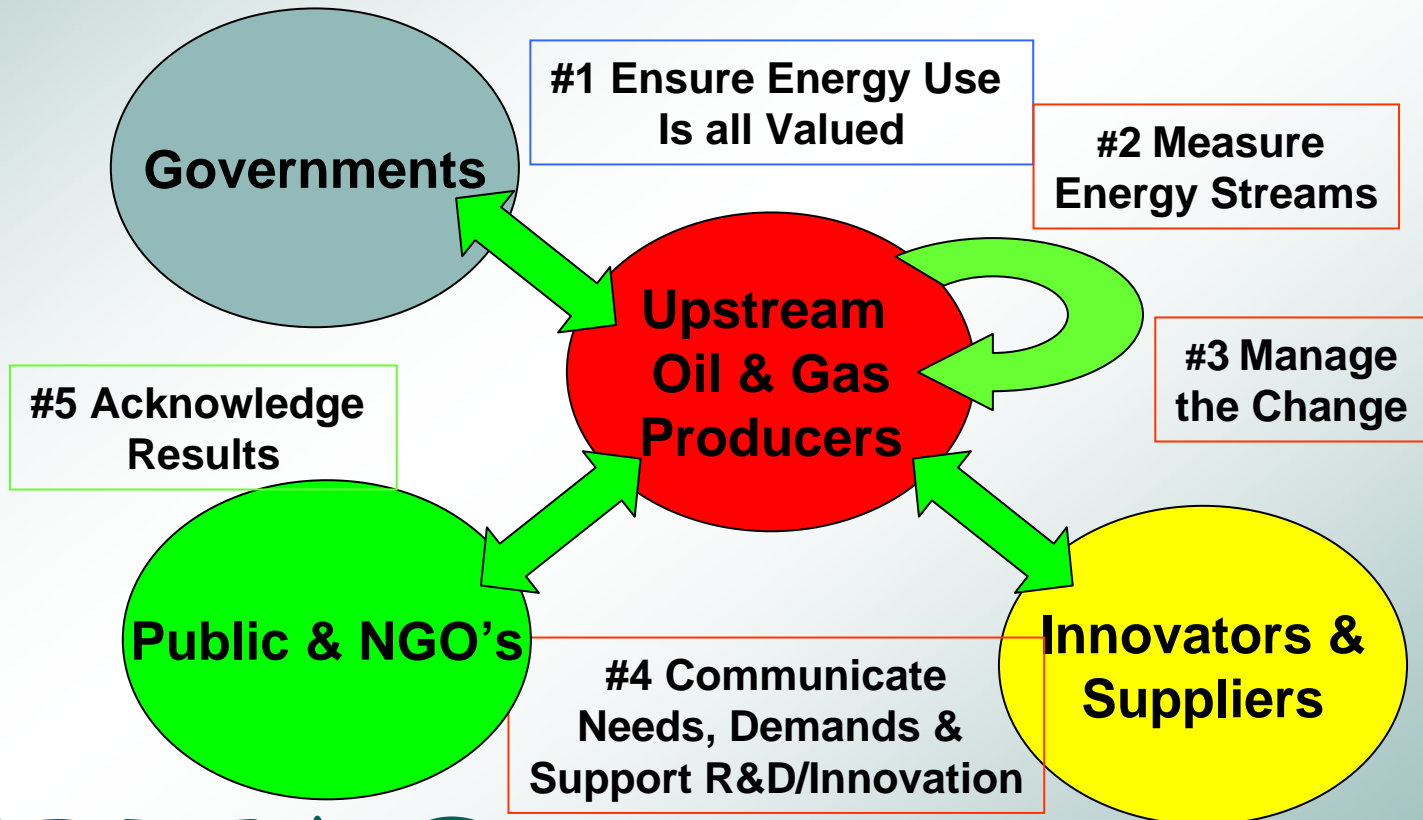 #1 Ensure Energy Use
Is all Valued
Governments
#2 Measure
Energy Streams
Upstream
Oil & Gas
Producers
#3 Manage
the Change
#5 Acknowledge
Results
Public & NGO’s
#4 Communicate
Needs, Demands &
Support R&D/Innovation
Innovators &
Suppliers